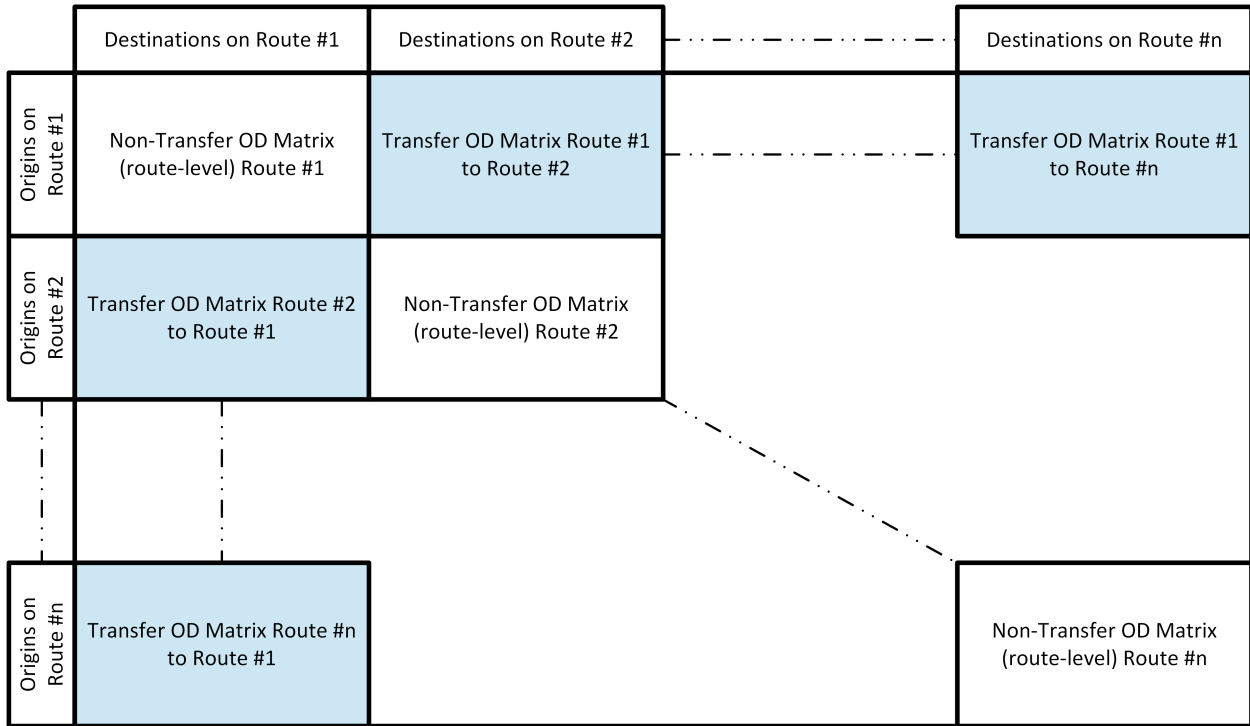 Destinations on Route #1
Destinations on Route #2
Destinations on Route #n
Origins on
Route #1
Non-Transfer OD Matrix
(route-level) Route #1
Transfer OD Matrix Route #1
to Route #2
Transfer OD Matrix Route #1
to Route #n
Origins on
Route #2
Transfer OD Matrix Route #2
to Route #1
Non-Transfer OD Matrix
(route-level) Route #2
Origins on
Route #n
Transfer OD Matrix Route #n
to Route #1
Non-Transfer OD Matrix
(route-level) Route #n